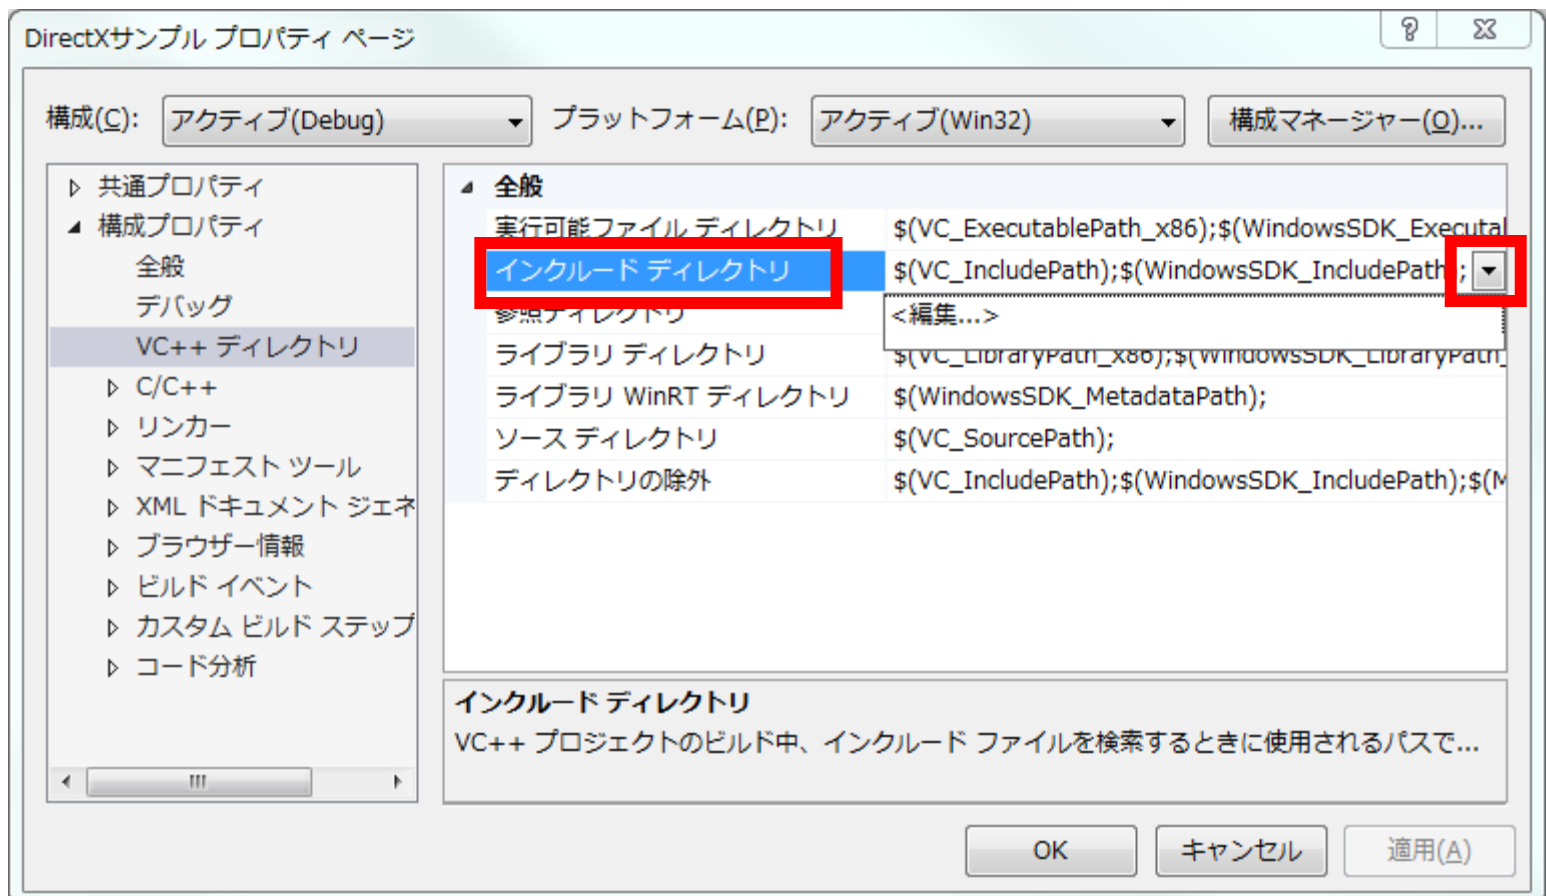 DirectXサンプル プロパティ ページ
構成(C): アクティブ(Debug) プラットフォーム(P): アクティブ(Win32) 構成マネージャー(O)...
共通プロパティ
構成プロパティ
全般
デバッグ
VC++ ディレクトリ
C/C++
リンカー
マニフェスト ツール
XML ドキュメント ジェネ
ブラウザー情報
ビルド イベント
カスタム ビルド ステップ
コード分析
全般
実行可能ファイル ディレクトリ $(VC_ExecutablePath_x86);$(WindowsSDK_Executal
インクルード ディレクトリ $(VC_IncludePath);$(WindowsSDK_IncludePath ;
参照ディレクトリ <編集...>
ライブラリ ディレクトリ $(VC_LibraryPath_x86);$(WindowsSDK_LibraryPath_
ライブラリ WinRT ディレクトリ $(WindowsSDK_MetadataPath);
ソース ディレクトリ $(VC_SourcePath);
ディレクトリの除外 $(VC_IncludePath);$(WindowsSDK_IncludePath);$(M
インクルード ディレクトリ
VC++ プロジェクトのビルド中、インクルード ファイルを検索するときに使用されるパスで...
OK キャンセル 適用(A)